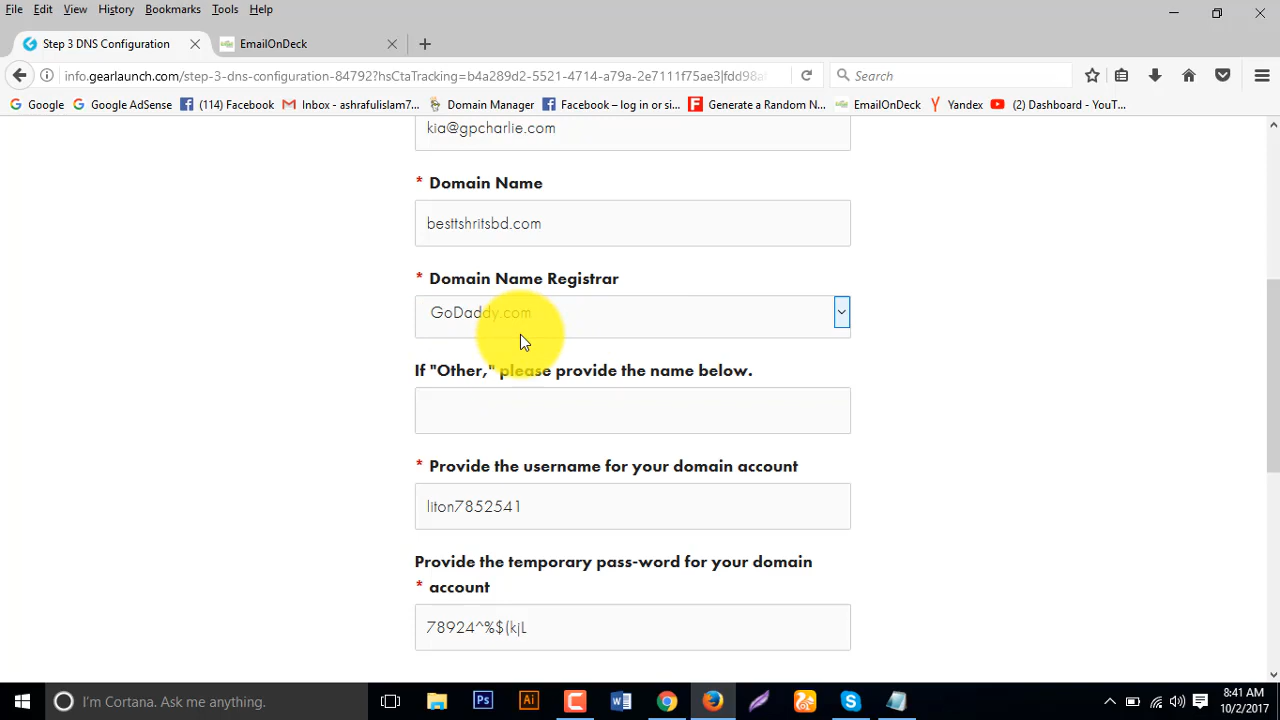 File Edit View History Bookmarks Tools Help
Step 3 DNS Configuration EmailOnDeck
info.gearlaunch.com/step-3-dns-configuration-84792?hsCtaTracking=b4a289d2-5521-4714-a79a-2e7111f75ae3|fdd98a Search
Google Google AdSense (114) Facebook Inbox - ashrafulislam7... Domain Manager Facebook – log in or si... Generate a Random N... EmailOnDeck Yandex (2) Dashboard - YouT...
kia@gpcharlie.com
* Domain Name
besttshritsbd.com
* Domain Name Registrar
GoDaddy.com
If "Other," please provide the name below.
* Provide the username for your domain account
liton7852541
Provide the temporary pass-word for your domain
* account
78924^%$(kjL
I'm Cortana. Ask me anything.
8:41 AM
10/2/2017